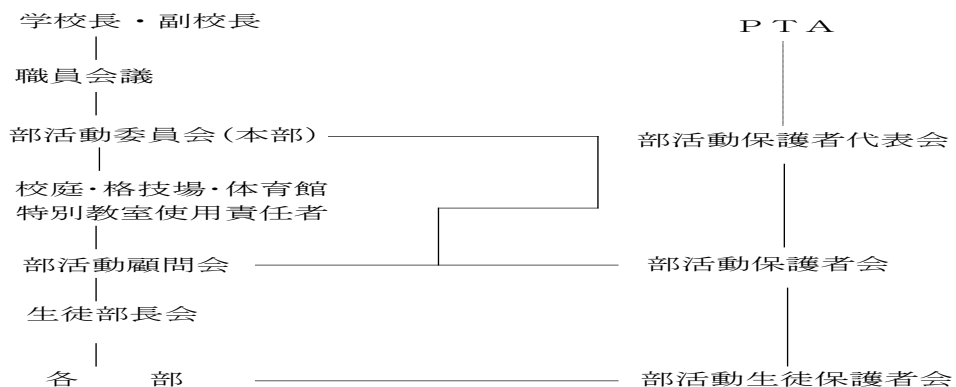 学校長・副校長
PTA
職員会議
部活動委員会(本部)
部活動保護者代表会
校庭・格技場・体育館
特別教室使用責任者
部活動顧問会
部活動保護者会
生徒部長会
各　部
部活動生徒保護者会